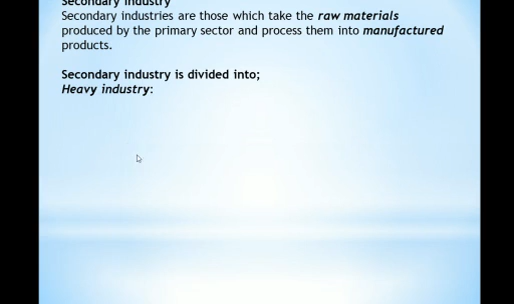 Secondary industry
Secondary industries are those which take the raw materials
produced by the primary sector and process them into manufactured
products.
Secondary industry is divided into;
Heavy industry: